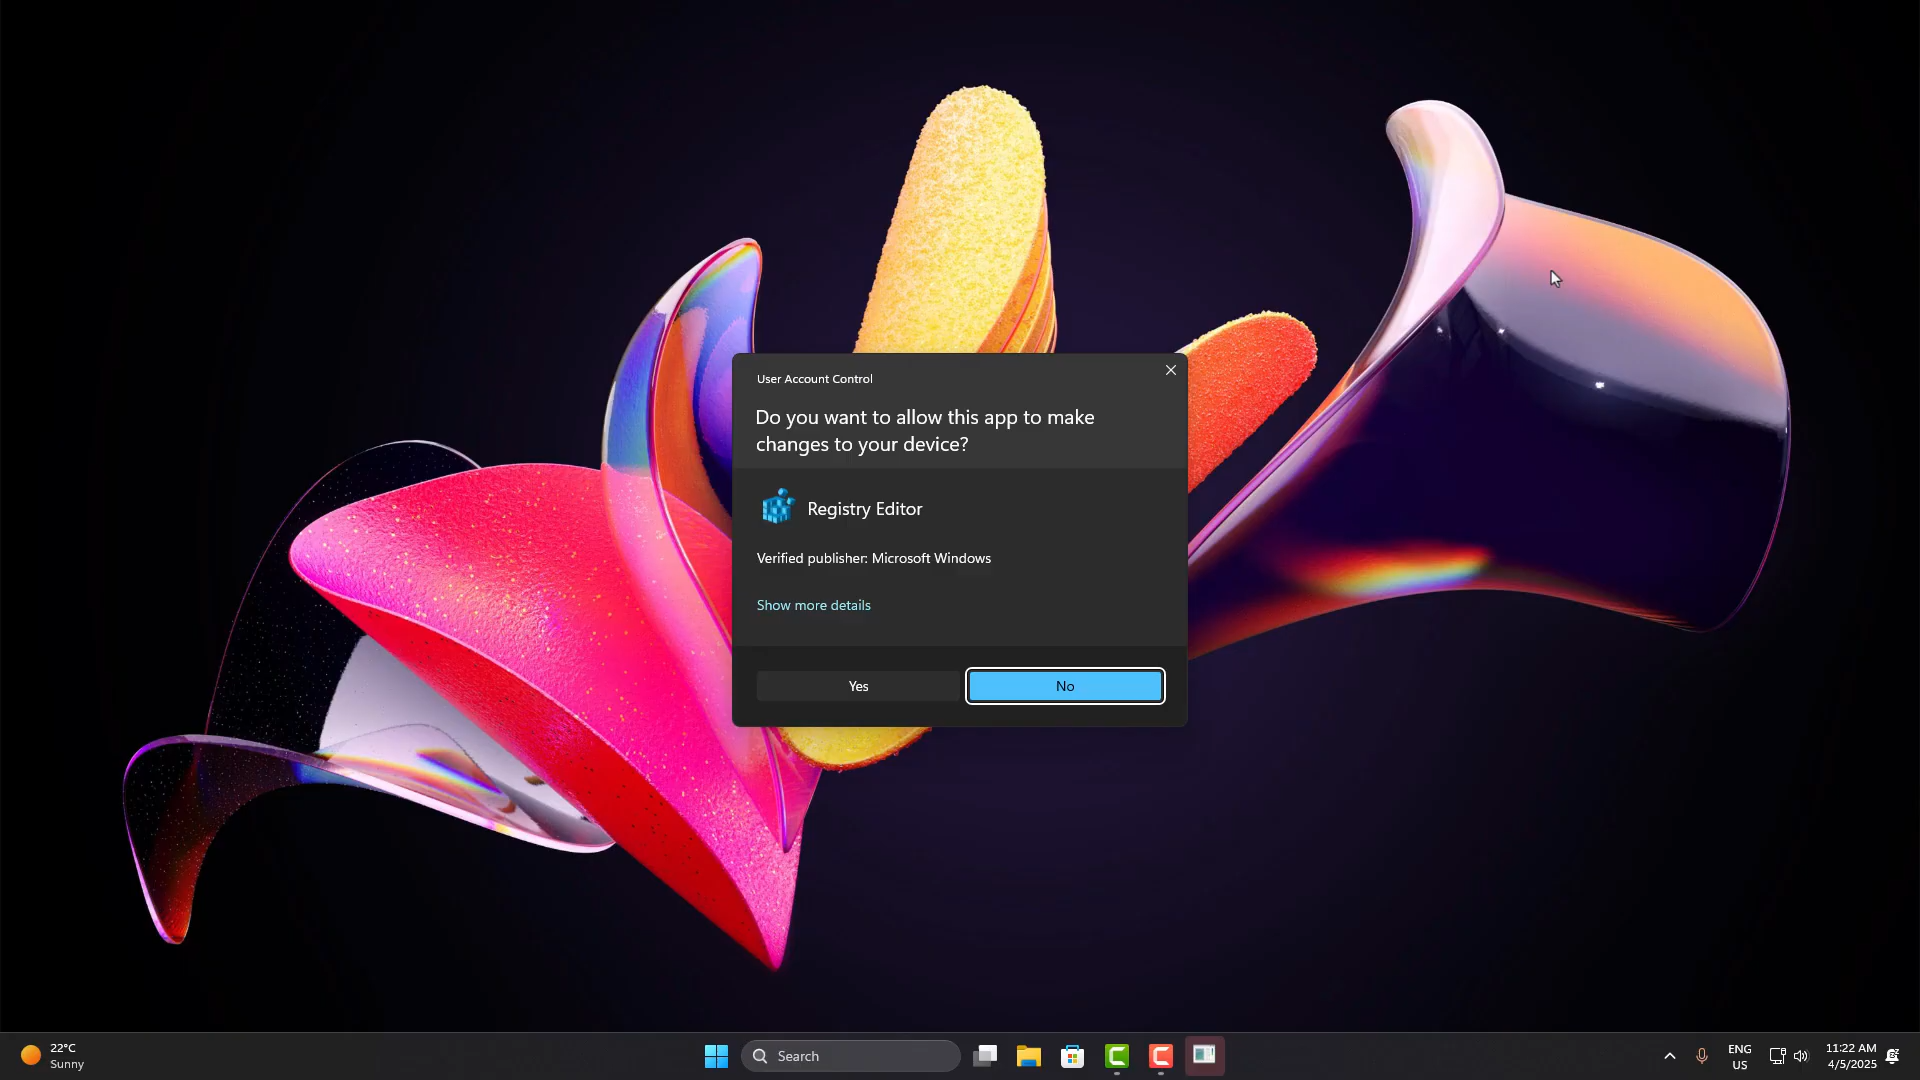 User Account Control
Do you want to allow this app to make
changes to your device?
Registry Editor
Verified publisher: Microsoft Windows
Show more details
Yes
No
22°C
Sunny
Search
ENG
US
11:22 AM
4/5/2025